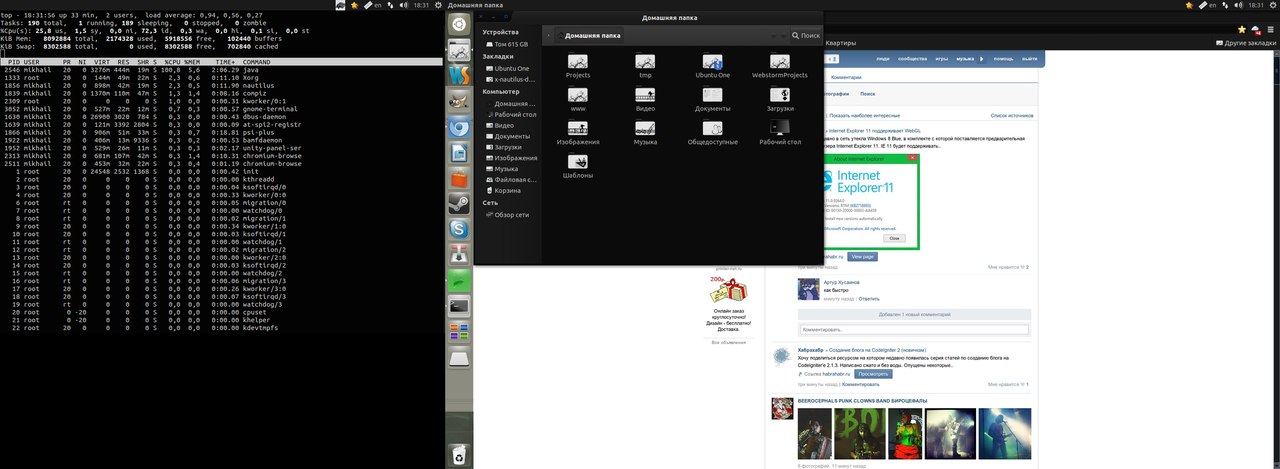 en 18:31
top - 18:31:56 up 33 min, 2 users, load average: 0,94, 0,56, 0,27
Tasks: 190 total, 1 running, 189 sleeping, 0 stopped, 0 zombie
%Cpu(s): 25,8 us, 1,5 sy, 0,0 ni, 72,3 id, 0,3 wa, 0,0 hi, 0,1 si, 0,0 st
KiB Mem: 8092884 total, 2174328 used, 5918556 free, 102440 buffers
KiB Swap: 8302588 total, 0 used, 8302588 free, 702840 cached
PID USER PR NI VIRT RES SHR S %CPU %MEM TIME+ COMMAND
2546 mikhail 20 0 3276m 444m 19m S 100,8 5,6 2:06.29 java
1333 root 20 0 144m 49m 22m S 2,3 0,6 0:11.10 Xorg
1856 mikhail 20 0 898m 42m 19m S 2,3 0,5 0:11.90 nautilus
1839 mikhail 20 0 1370m 110m 47m S 1,3 1,4 0:08.16 compiz
2309 root 20 0 0 0 0 S 1,0 0,0 0:00.31 kworker/0:1
3052 mikhail 20 0 527m 22m 12m S 0,7 0,3 0:00.57 gnome-terminal
1630 mikhail 20 0 26900 3020 784 S 0,3 0,0 0:00.43 dbus-daemon
1639 mikhail 20 0 121m 3392 2804 S 0,3 0,0 0:00.09 at-spi2-registr
1866 mikhail 20 0 906m 51m 33m S 0,3 0,7 0:18.81 psi-plus
1922 mikhail 20 0 406m 13m 9336 S 0,3 0,2 0:00.53 bamfdaemon
1952 mikhail 20 0 529m 26m 11m S 0,3 0,3 0:02.17 unity-panel-ser
2313 mikhail 20 0 681m 107m 42m S 0,3 1,4 0:10.31 chromium-browse
2511 mikhail 20 0 453m 32m 22m S 0,3 0,4 0:01.19 chromium-browse
1 root 20 0 24548 2532 1368 S 0,0 0,0 0:00.42 init
2 root 20 0 0 0 0 S 0,0 0,0 0:00.00 kthreadd
3 root 20 0 0 0 0 S 0,0 0,0 0:00.04 ksoftirqd/0
4 root 20 0 0 0 0 S 0,0 0,0 0:00.33 kworker/0:0
6 root rt 0 0 0 0 S 0,0 0,0 0:00.05 migration/0
7 root rt 0 0 0 0 S 0,0 0,0 0:00.00 watchdog/0
8 root rt 0 0 0 0 S 0,0 0,0 0:00.02 migration/1
9 root 20 0 0 0 0 S 0,0 0,0 0:00.34 kworker/1:0
10 root 20 0 0 0 0 S 0,0 0,0 0:00.03 ksoftirqd/1
11 root rt 0 0 0 0 S 0,0 0,0 0:00.00 watchdog/1
12 root rt 0 0 0 0 S 0,0 0,0 0:00.02 migration/2
13 root 20 0 0 0 0 S 0,0 0,0 0:00.00 kworker/2:0
14 root 20 0 0 0 0 S 0,0 0,0 0:00.03 ksoftirqd/2
15 root rt 0 0 0 0 S 0,0 0,0 0:00.00 watchdog/2
16 root rt 0 0 0 0 S 0,0 0,0 0:00.06 migration/3
17 root 20 0 0 0 0 S 0,0 0,0 0:00.26 kworker/3:0
18 root 20 0 0 0 0 S 0,0 0,0 0:00.07 ksoftirqd/3
19 root rt 0 0 0 0 S 0,0 0,0 0:00.00 watchdog/3
20 root 0 -20 0 0 0 S 0,0 0,0 0:00.00 cpuset
21 root 0 -20 0 0 0 S 0,0 0,0 0:00.00 khelper
22 root 20 0 0 0 0 S 0,0 0,0 0:00.00 kdevtmpfs
Домашняя папка
en 18:31
Домашняя папка
Устройства
Том 615 GB
Закладки
Ubuntu One
x-nautilus-d...
Компьютер
Домашняя ...
Рабочий стол
Видео
Документы
Загрузки
Изображения
Музыка
Файловая с...
Корзина
Сеть
Обзор сети
Домашняя папка
Поиск
Projects
tmp
Ubuntu One
WebstormProjects
www
Видео
Документы
Загрузки
Изображения
Музыка
Общедоступные
Рабочий стол
Шаблоны
Квартиры
Другие закладки
люди сообщества игры музыка помощь выйти
Комментарии
Поиск
Показать наиболее интересные
Список источников
Internet Explorer 11 поддерживает WebGL
About Internet Explorer
Internet
Explorer11
Microsoft Corporation. All rights reserved.
Close
View page
Мне нравится 2
Артур Хусаинов
как быстро
минуту назад Ответить
Добавлен 1 новый комментарий
Комментировать..
Хабрахабр Создание блога на CodeIgniter 2 (новичкам)
Хочу поделиться ресурсом на котором недавно появилась серия статей по созданию блога на
CodeIgniter'е 2.1.3. Написано сжато и без воды. Опущены некоторые..
Ссылка habrahabr.ru Просмотреть
три минуты назад | Комментировать
Мне нравится 1
BEEROCEPHALS PUNK CLOWNS BAND БИРОЦЕФАЛЫ
5 фотографий, 11 минут назад
200
Онлайн заказ
круглосуточно!
Дизайн - бесплатно!
Доставка.
Все объявления